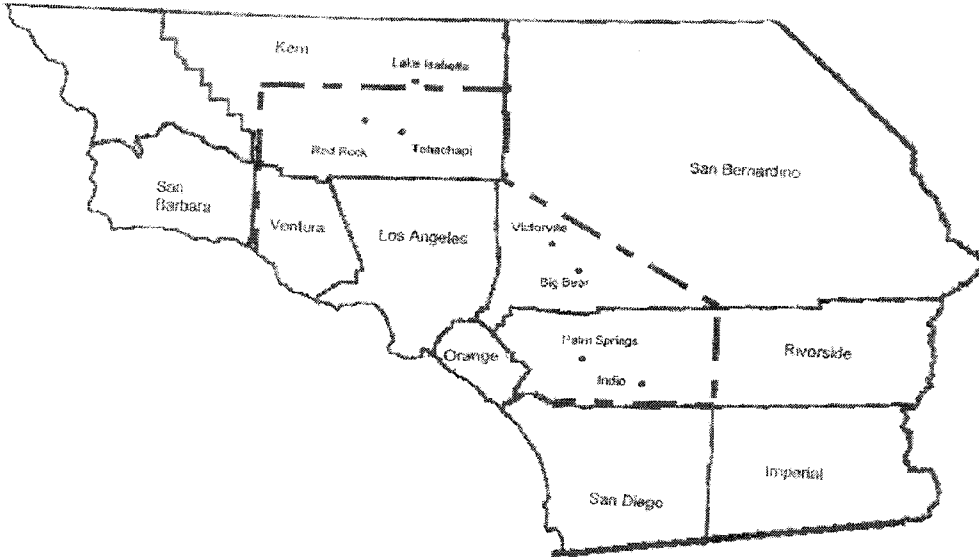 Kern
Lake Isabella
Red Rock
Tehachapi
San Bernardino
San
Barbara
Ventura
Los Angeles
Victorville
Big Bear
Orange
Palm Springs
Indio
Riverside
San Diego
Imperial